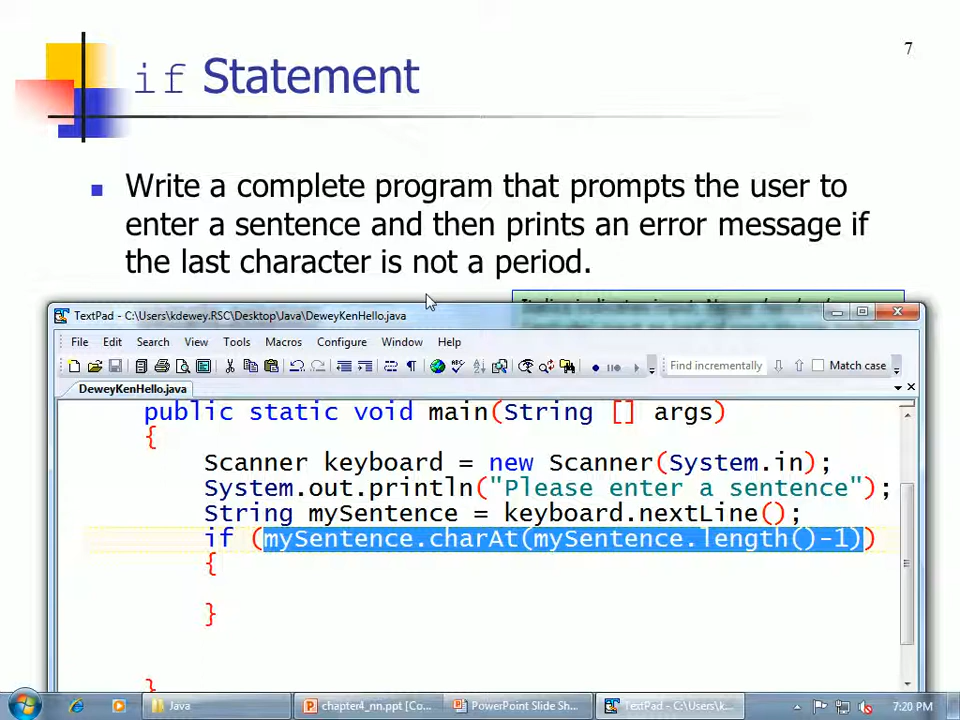 7
if Statement
Write a complete program that prompts the user to
enter a sentence and then prints an error message if
the last character is not a period.
TextPad - C:\Users\kdewey.RSC\Desktop\Java\DeweyKenHello.java
File Edit Search View Tools Macros Configure Window Help
Find incrementally Match case
DeweyKenHello.java
public static void main(String [] args)
{
Scanner keyboard = new Scanner(System.in);
System.out.println("Please enter a sentence");
String mySentence = keyboard.nextLine();
if (mySentence.charAt(mySentence.length()-1))
{
}
}
Java chapter4_nn.ppt [Co... PowerPoint Slide Sh... TextPad - C:\Users\k... 7:20 PM